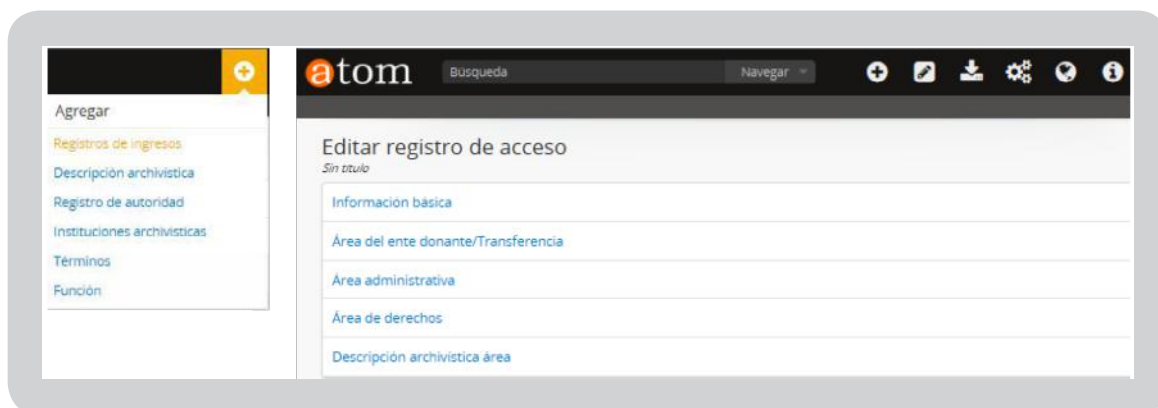 Agregar
Registros de ingresos
Descripción archivística
Registro de autoridad
Instituciones archivísticas
Términos
Función
atom Búsqueda Navegar
Editar registro de acceso
Sin titulo
Información básica
Área del ente donante/Transferencia
Área administrativa
Área de derechos
Descripción archivística área